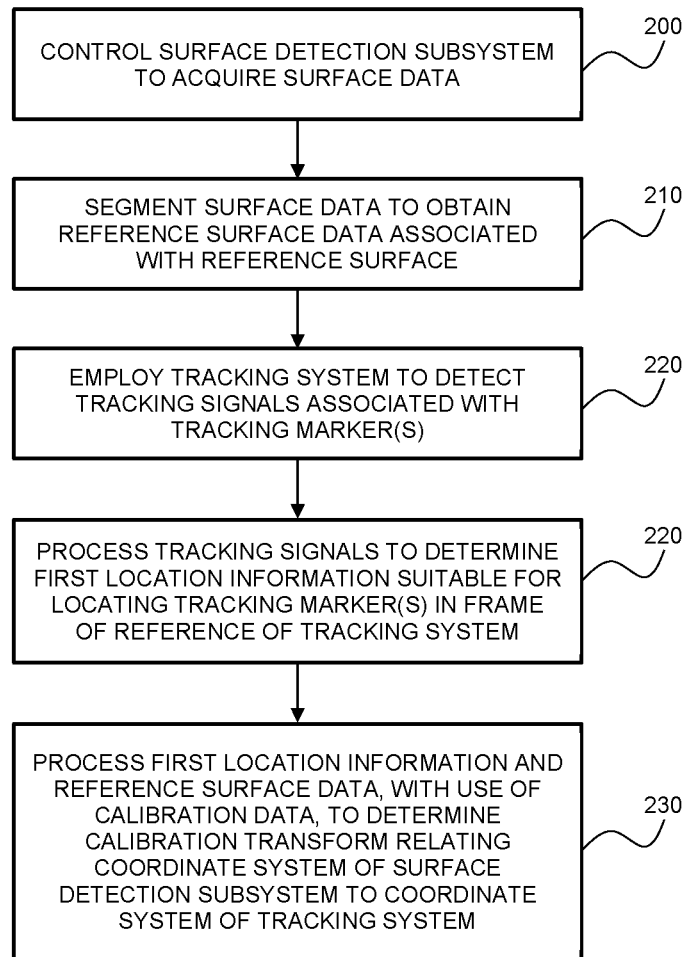 200
CONTROL SURFACE DETECTION SUBSYSTEM
TO ACQUIRE SURFACE DATA
210
SEGMENT SURFACE DATA TO OBTAIN
REFERENCE SURFACE DATA ASSOCIATED
WITH REFERENCE SURFACE
220
EMPLOY TRACKING SYSTEM TO DETECT
TRACKING SIGNALS ASSOCIATED WITH
TRACKING MARKER(S)
220
PROCESS TRACKING SIGNALS TO DETERMINE
FIRST LOCATION INFORMATION SUITABLE FOR
LOCATING TRACKING MARKER(S) IN FRAME
OF REFERENCE OF TRACKING SYSTEM
230
PROCESS FIRST LOCATION INFORMATION AND
REFERENCE SURFACE DATA, WITH USE OF
CALIBRATION DATA, TO DETERMINE
CALIBRATION TRANSFORM RELATING
COORDINATE SYSTEM OF SURFACE
DETECTION SUBSYSTEM TO COORDINATE
SYSTEM OF TRACKING SYSTEM